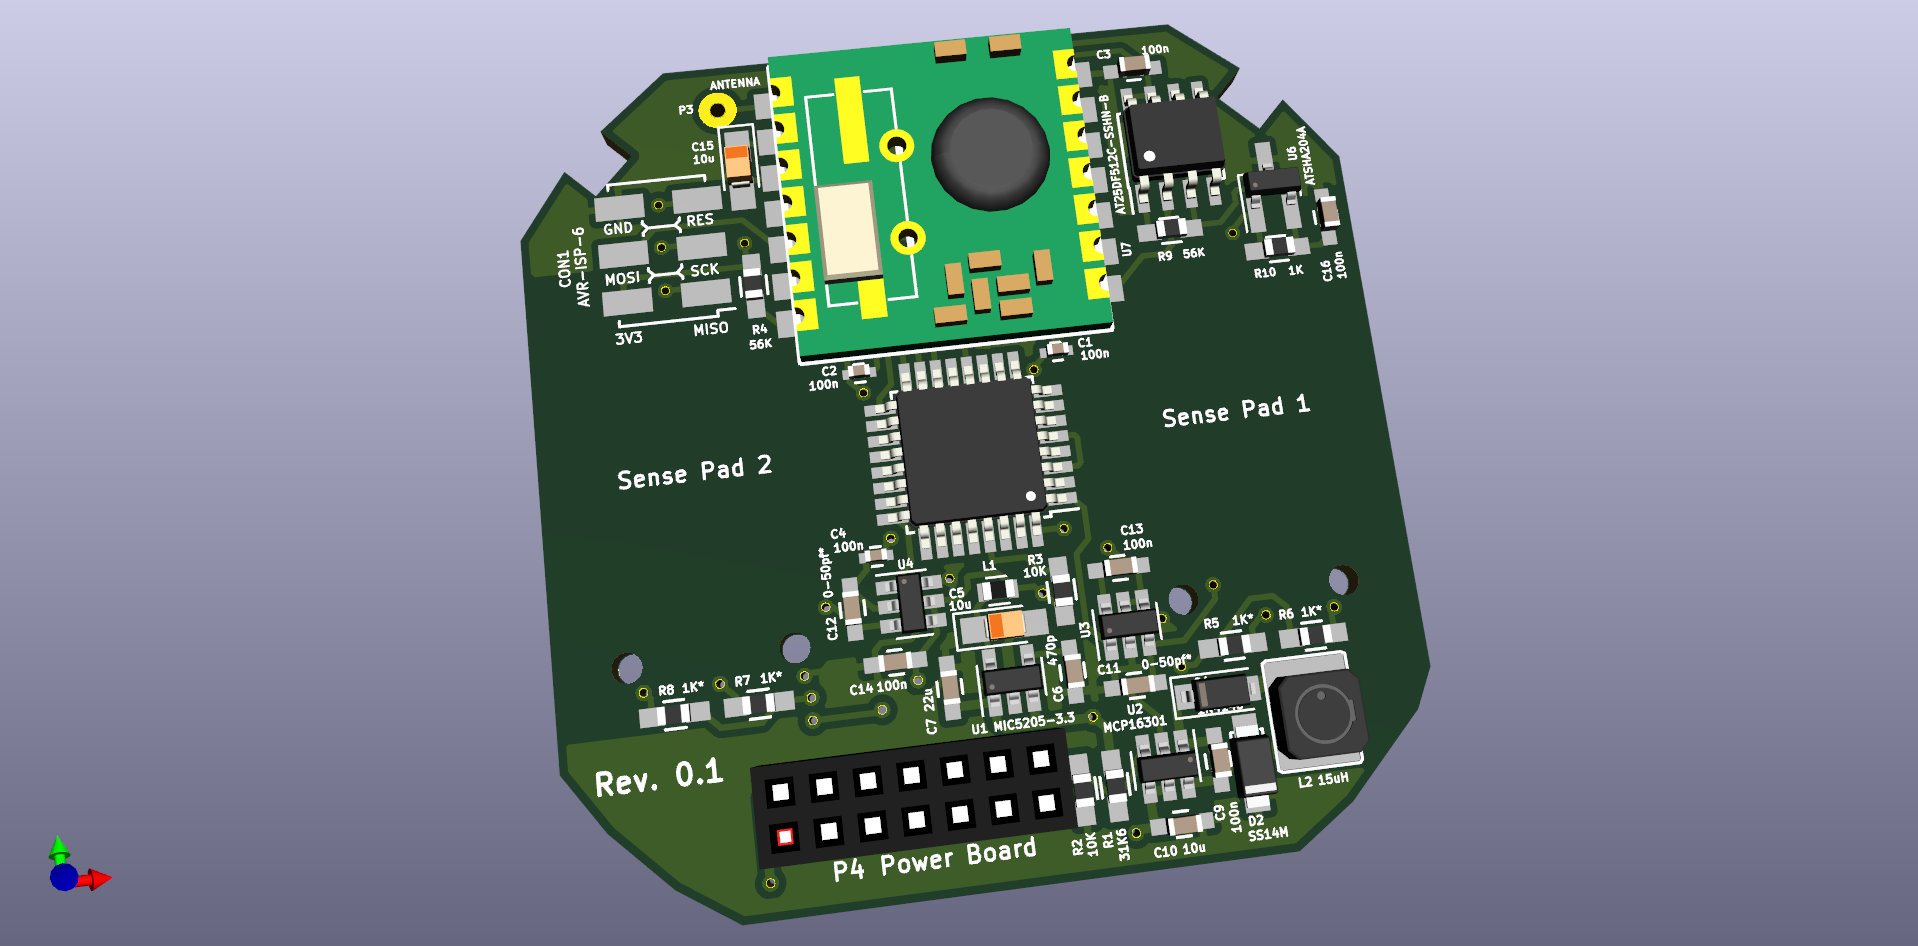 ANTENNA
P3
C3
100n
C15
10u
AT25DF512C-SSHN-B
U7
U6
ATSHA204A
GND
RES
CON1
AVR-ISP-6
MOSI
SCK
3V3
MISO
R4
56K
R9 56K
R10 1K
C16
100n
C1
100n
C2
100n
Sense Pad 1
Sense Pad 2
C4
100n
0-50pf*
C12
U4
L1
R3
10K
C13
100n
C5
10u
U3
R5 1K*
R6 1K*
470p
C6
C11 0-50pf*
R8 1K*
R7 1K*
C14 100n
C7 22u
U1 MIC5205-3.3
U2
MCP16301
L2 15uH
Rev. 0.1
R2
10K
R1
31K6
C10 10u
C9
100n
D2
SS14M
P4 Power Board